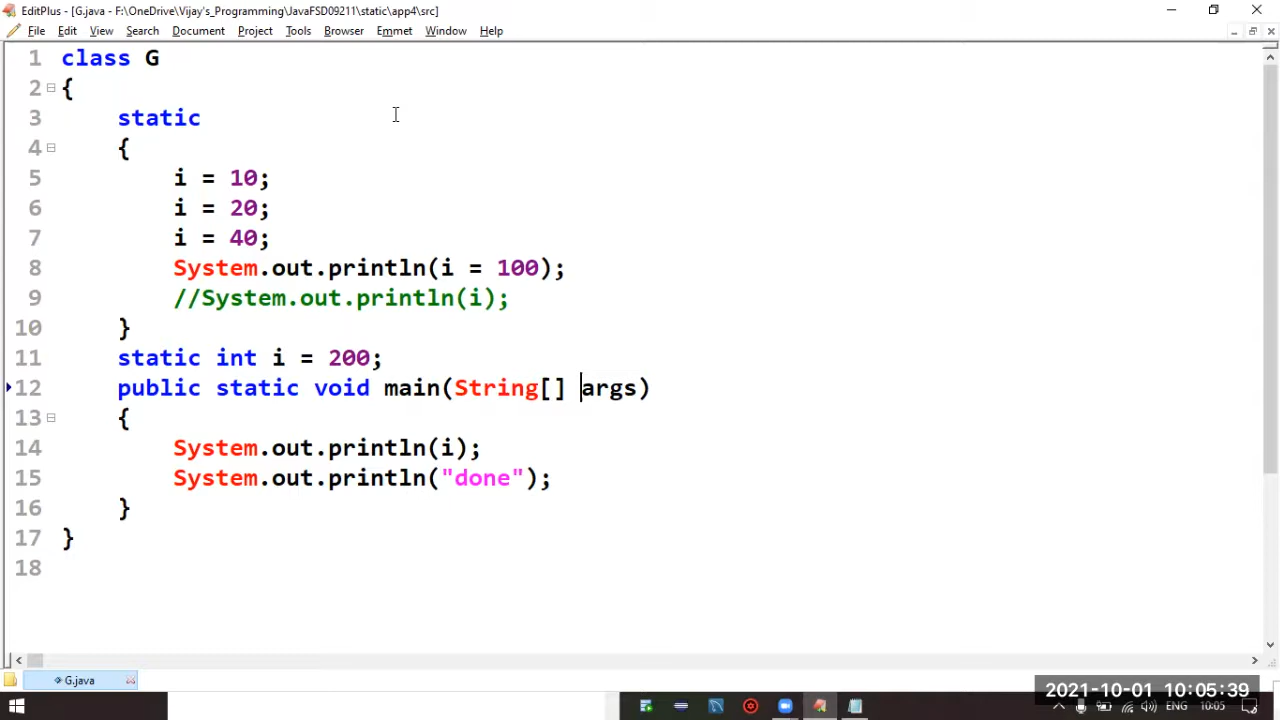 EditPlus - [G.java - F:\OneDrive\Vijay's_Programming\JavaFSD09211\static\app4\src]
File Edit View Search Document Project Tools Browser Emmet Window Help
1 class G
2 {
3 static
4 {
5 i = 10;
6 i = 20;
7 i = 40;
8 System.out.println(i = 100);
9 //System.out.println(i);
10 }
11 static int i = 200;
12 public static void main(String[] args)
13 {
14 System.out.println(i);
15 System.out.println("done");
16 }
17 }
18
G.java
2021-10-01 10:05:39
ENG 10:05